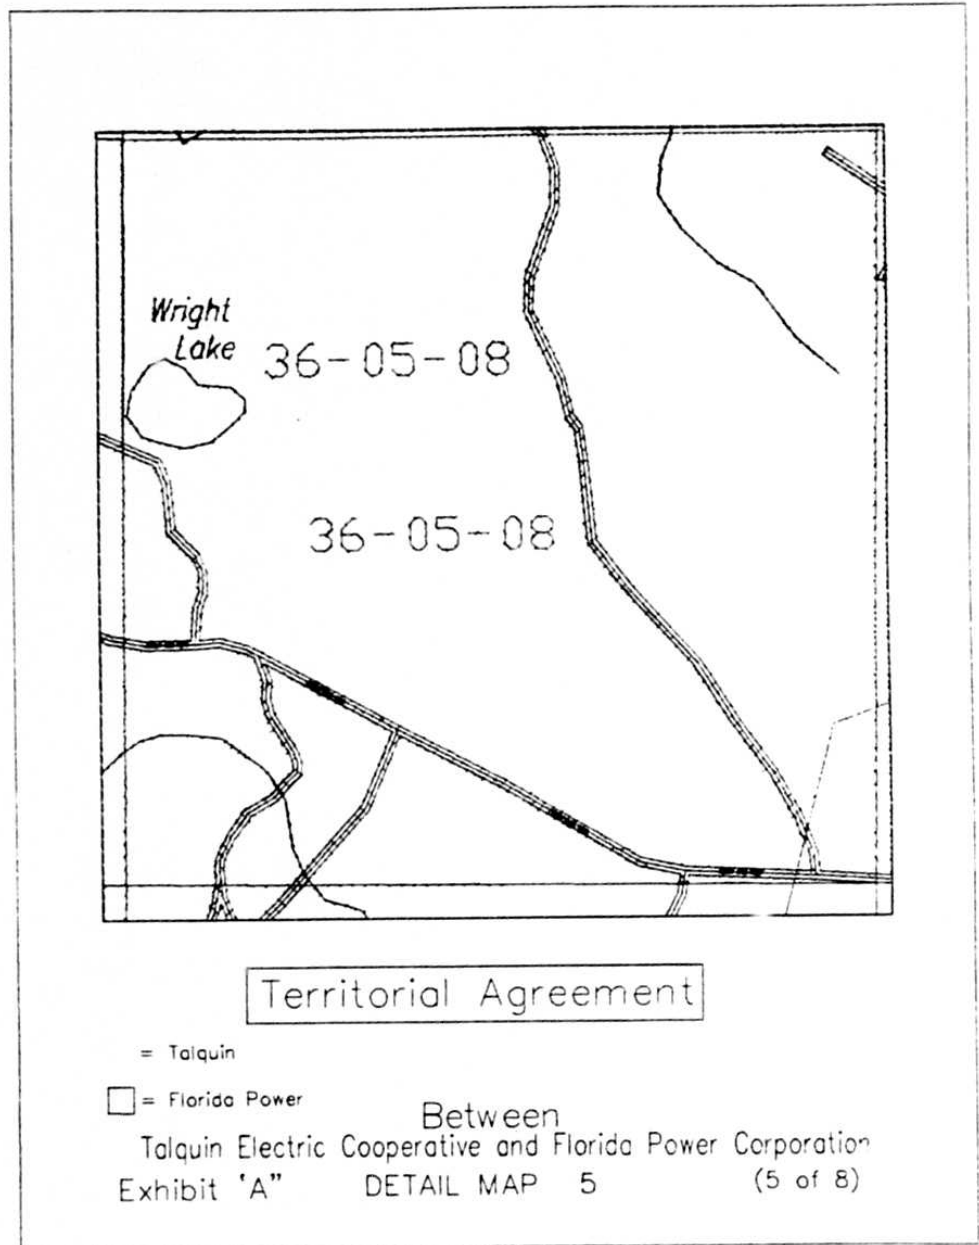 Wright
Lake
36-05-08
36-05-08
Territorial Agreement
= Talquin
= Florida Power
Between
Talquin Electric Cooperative and Florida Power Corporation
Exhibit 'A" DETAIL MAP 5 (5 of 8)